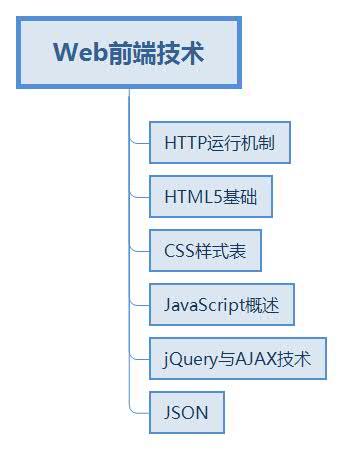 Web前端技术
HTTP运行机制
HTML5基础
CSS样式表
JavaScript概述
jQuery与AJAX技术
JSON